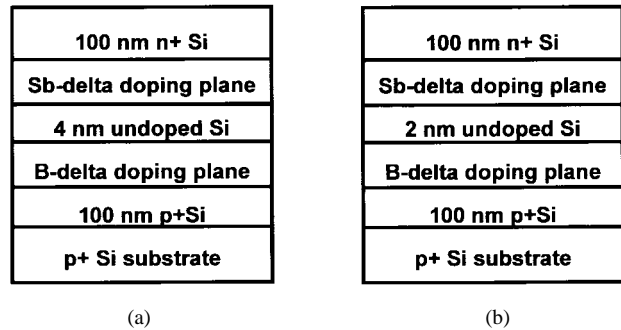 100 nm n+ Si
Sb-delta doping plane
4 nm undoped Si
B-delta doping plane
100 nm p+Si
p+ Si substrate
(a)
100 nm n+ Si
Sb-delta doping plane
2 nm undoped Si
B-delta doping plane
100 nm p+Si
p+ Si substrate
(b)